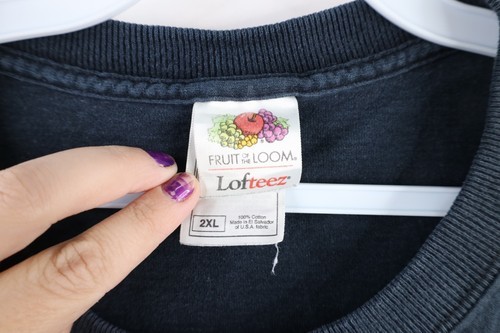 FRUIT OF THE LOOM®
Lofteez®
2XL
100% Cotton
Made in El Salvador
of U.S.A. fabric